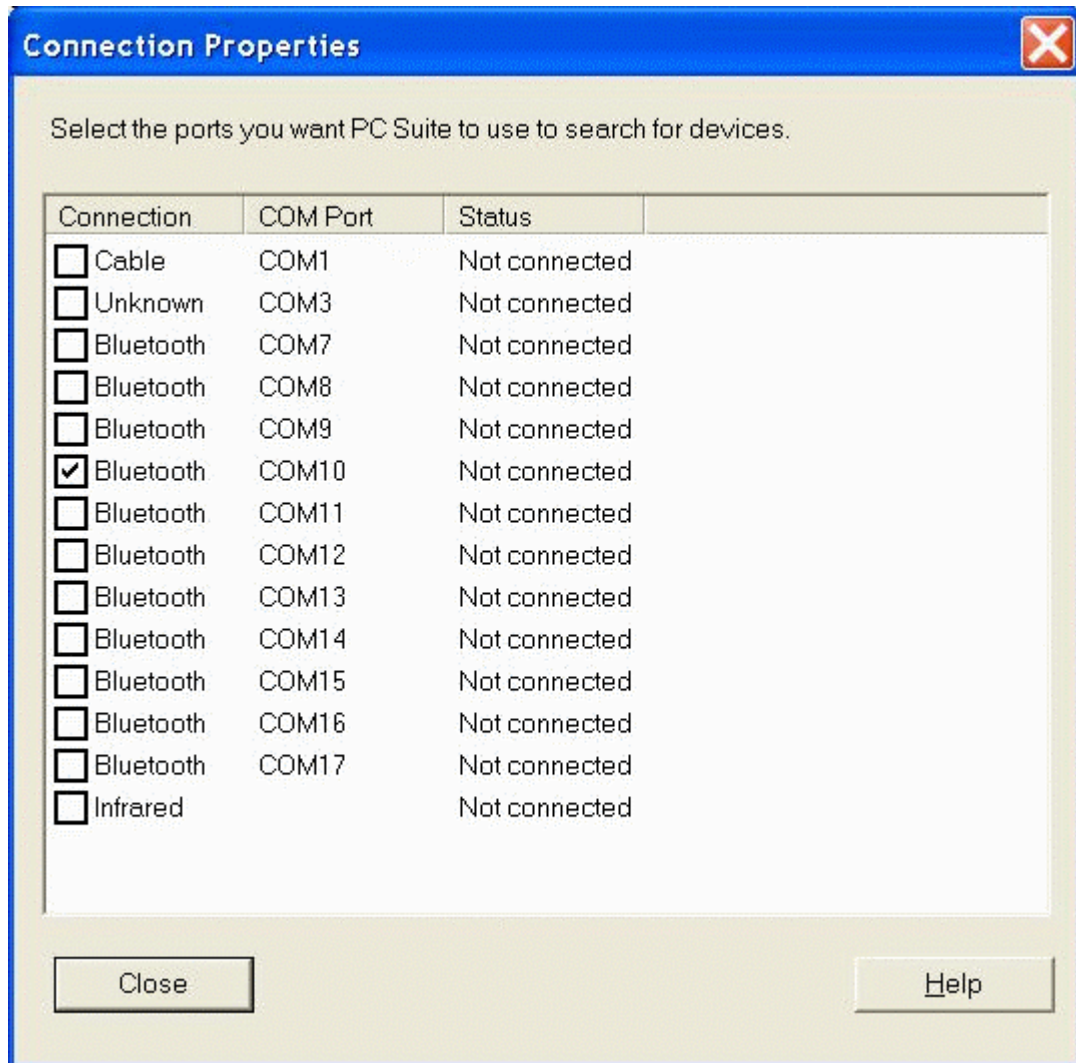 Connection Properties
Select the ports you want PC Suite to use to search for devices.
Connection COM Port Status
Cable COM1 Not connected
Unknown COM3 Not connected
Bluetooth COM7 Not connected
Bluetooth COM8 Not connected
Bluetooth COM9 Not connected
Bluetooth COM10 Not connected
Bluetooth COM11 Not connected
Bluetooth COM12 Not connected
Bluetooth COM13 Not connected
Bluetooth COM14 Not connected
Bluetooth COM15 Not connected
Bluetooth COM16 Not connected
Bluetooth COM17 Not connected
Infrared Not connected
Close Help